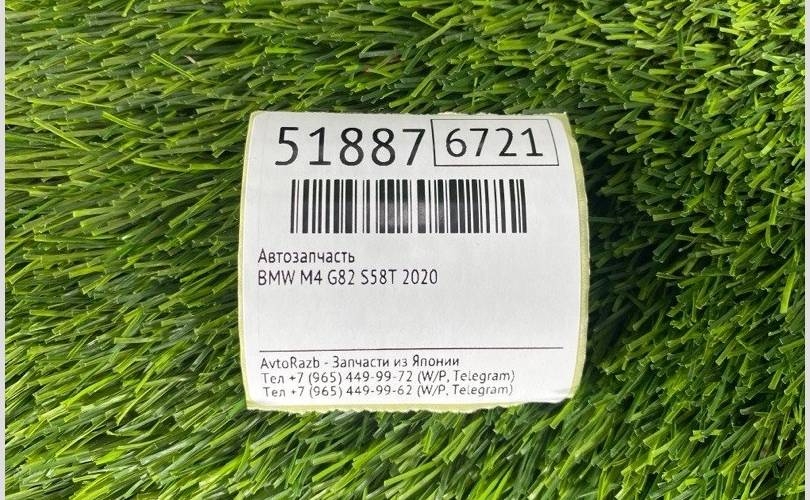 51887 6721
Автозапчасть
BMW M4 G82 S58T 2020
AvtoRazb - Запчасти из Японии
Тел +7 (965) 449-99-72 (W/P, Telegram)
Тел +7 (965) 449-99-62 (W/P, Telegram)